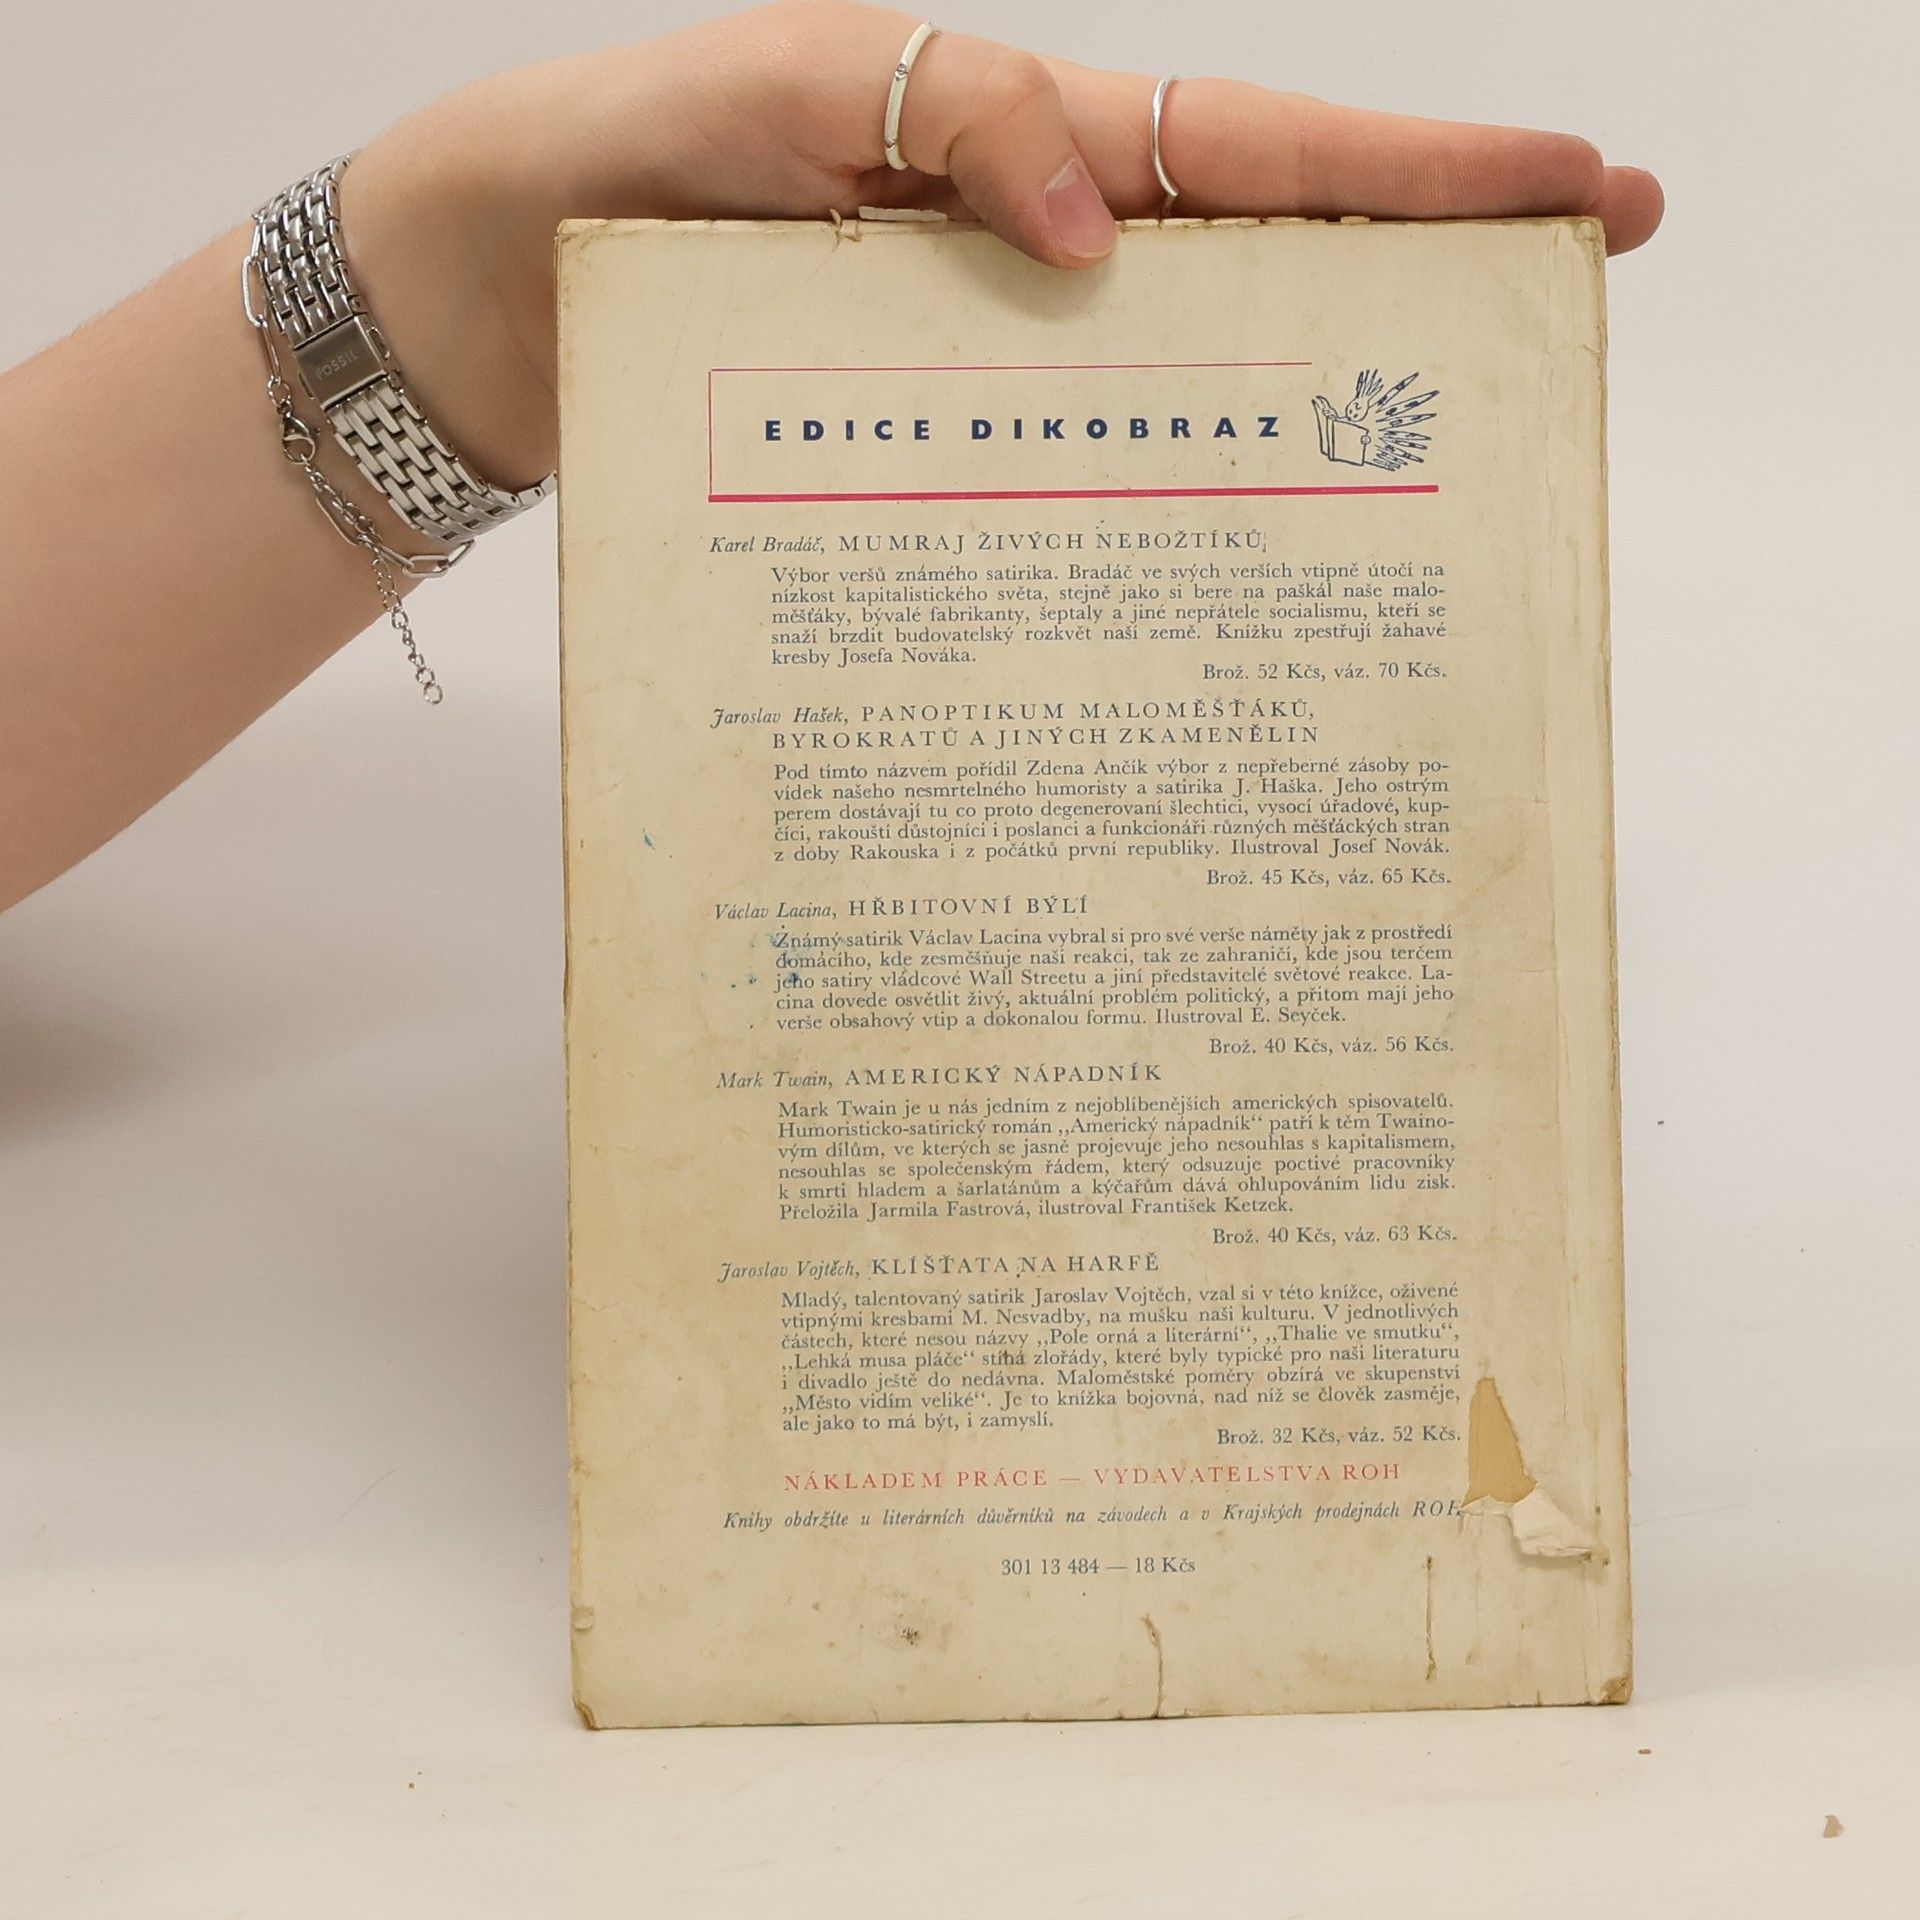 FOSSIL
EDICE DIKOBRAZ
Karel Bradáč, MUMRAJ ŽIVÝCH NEBOŽTÍKŮ,
Výbor veršů známého satirika. Bradáč ve svých verších vtipně útočí na
nízkost kapitalistického světa, stejně jako si bere na paškál naše malo-
měšťáky, bývalé fabrikanty, šeptaly a jiné nepřátele socialismu, kteří se
snaží brzdit budovatelský rozkvět naší země. Knížku zpestřují žahavé
kresby Josefa Nováka.
Brož. 52 Kčs, váz. 70 Kčs.
Jaroslav Hašek, PANOPTIKUM MALOMĚŠŤÁKŮ,
BYROKRATŮ A JINÝCH ZKAMENĚLIN
Pod tímto názvem pořídil Zdena Ančík výbor z nepřeberné zásoby po-
vídek našeho nesmrtelného humoristy a satirika J. Haška. Jeho ostrým
perem dostávají tu co proto degenerovaní šlechtici, vysocí úřadové, kup-
číci, rakouští důstojníci i poslanci a funkcionáři různých měšťáckých stran
z doby Rakouska i z počátků první republiky. Ilustroval Josef Novák.
Brož. 45 Kčs, váz. 65 Kčs.
Václav Lacina, HŘBITOVNÍ BÝLÍ
Známý satirik Václav Lacina vybral si pro své verše náměty jak z prostředí
domácího, kde zesměšňuje naši reakci, tak ze zahraničí, kde jsou terčem
jeho satiry vládcové Wall Streetu a jiní představitelé světové reakce. La-
cina dovede osvětlit živý, aktuální problém politický, a přitom mají jeho
verše obsahový vtip a dokonalou formu. Ilustroval E. Seyček.
Brož. 40 Kčs, váz. 56 Kčs.
Mark Twain, AMERICKÝ NÁPADNÍK
Mark Twain je u nás jedním z nejoblíbenějších amerických spisovatelů.
Humoristicko-satirický román „Americký nápadník“ patří k těm Twaino-
vým dílům, ve kterých se jasně projevuje jeho nesouhlas s kapitalismem,
nesouhlas se společenským řádem, který odsuzuje poctivé pracovníky
k smrti hladem a šarlatánům a kýčařům dává ohlupováním lidu zisk.
Přeložila Jarmila Fastrová, ilustroval František Ketzek.
Brož. 40 Kčs, váz. 63 Kčs.
Jaroslav Vojtěch, KLÍŠŤATA NA HARFĚ
Mladý, talentovaný satirik Jaroslav Vojtěch, vzal si v této knížce, oživené
vtipnými kresbami M. Nesvadby, na mušku naši kulturu. V jednotlivých
částech, které nesou názvy „Pole orná a literární“, „Thalie ve smutku“,
„Lehká musa pláče“ stíhá zlořády, které byly typické pro naši literaturu
i divadlo ještě do nedávna. Maloměstské poměry obzírá ve skupenství
„Město vidím veliké“. Je to knížka bojovná, nad níž se člověk zasměje,
ale jako to má být, i zamyslí.
Brož. 32 Kčs, váz. 52 Kčs.
NÁKLADEM PRÁCE — VYDAVATELSTVA ROH
Knihy obdržíte u literárních důvěrníků na závodech a v Krajských prodejnách ROH
301 13 484 — 18 Kčs